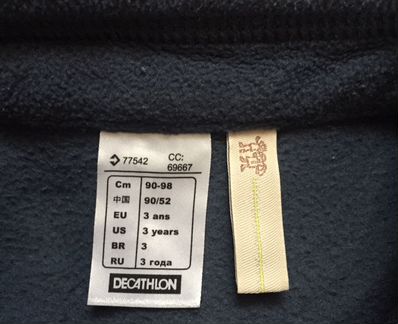 77542 CC:
69667
Cm 90-98
中国 90/52
EU 3 ans
US 3 years
BR 3
RU 3 года
DECATHLON